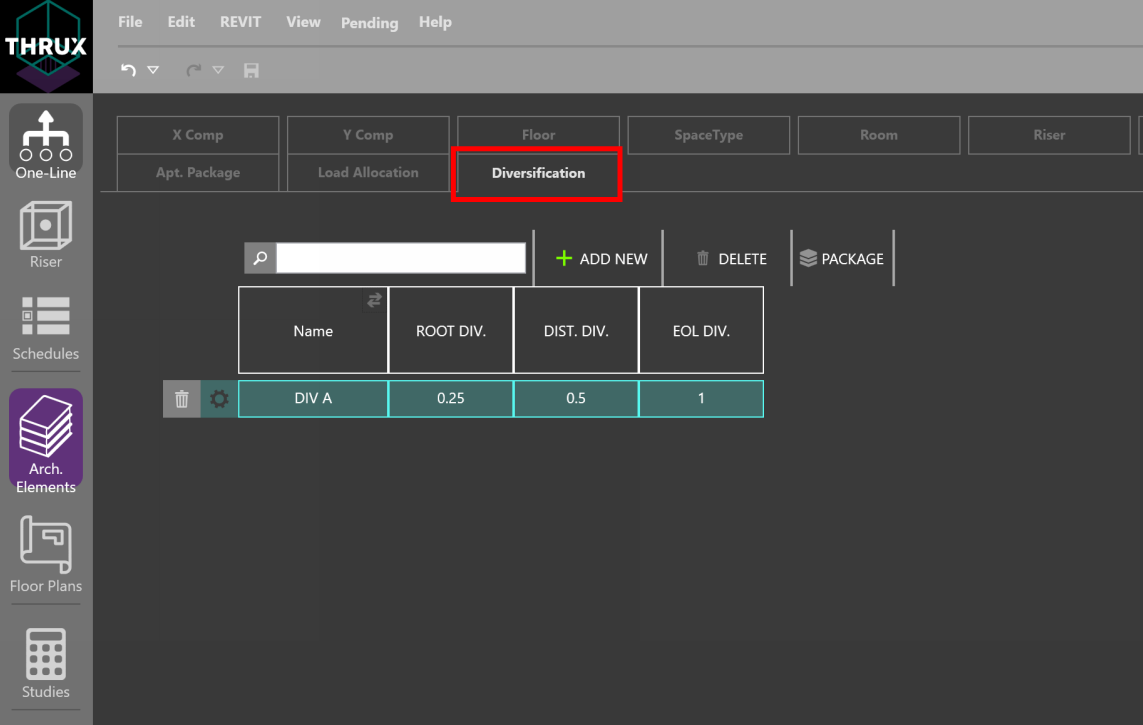 THRUX
File Edit REVIT View Pending Help
One-Line
Riser
Schedules
Arch.
Elements
Floor Plans
Studies
X Comp Y Comp Floor SpaceType Room Riser
Apt. Package Load Allocation Diversification
ADD NEW DELETE PACKAGE
Name ROOT DIV. DIST. DIV. EOL DIV.
DIV A 0.25 0.5 1